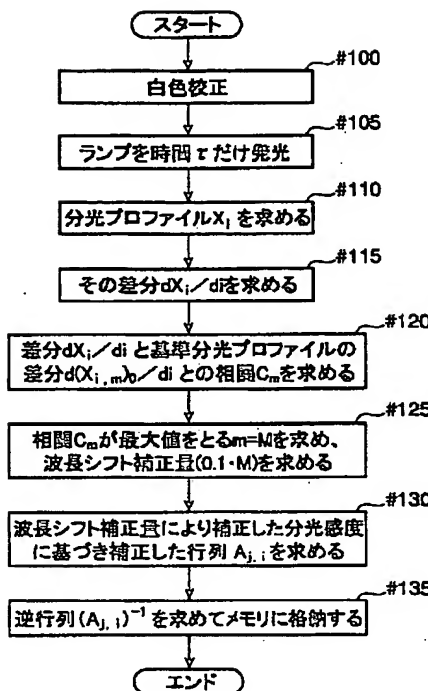 スタート
#100
白色校正
#105
ランプを時間τだけ発光
#110
分光プロファイルXiを求める
#115
その差分dXi／diを求める
#120
差分dXi／diと基準分光プロファイルの
差分d(Xi,m)0／diとの相関Cmを求める
#125
相関Cmが最大値をとるm=Mを求め、
波長シフト補正量(0.1・M)を求める
#130
波長シフト補正量により補正した分光感度
に基づき補正した行列 Aj,iを求める
#135
逆行列(Aj,i)-1を求めてメモリに格納する
エンド